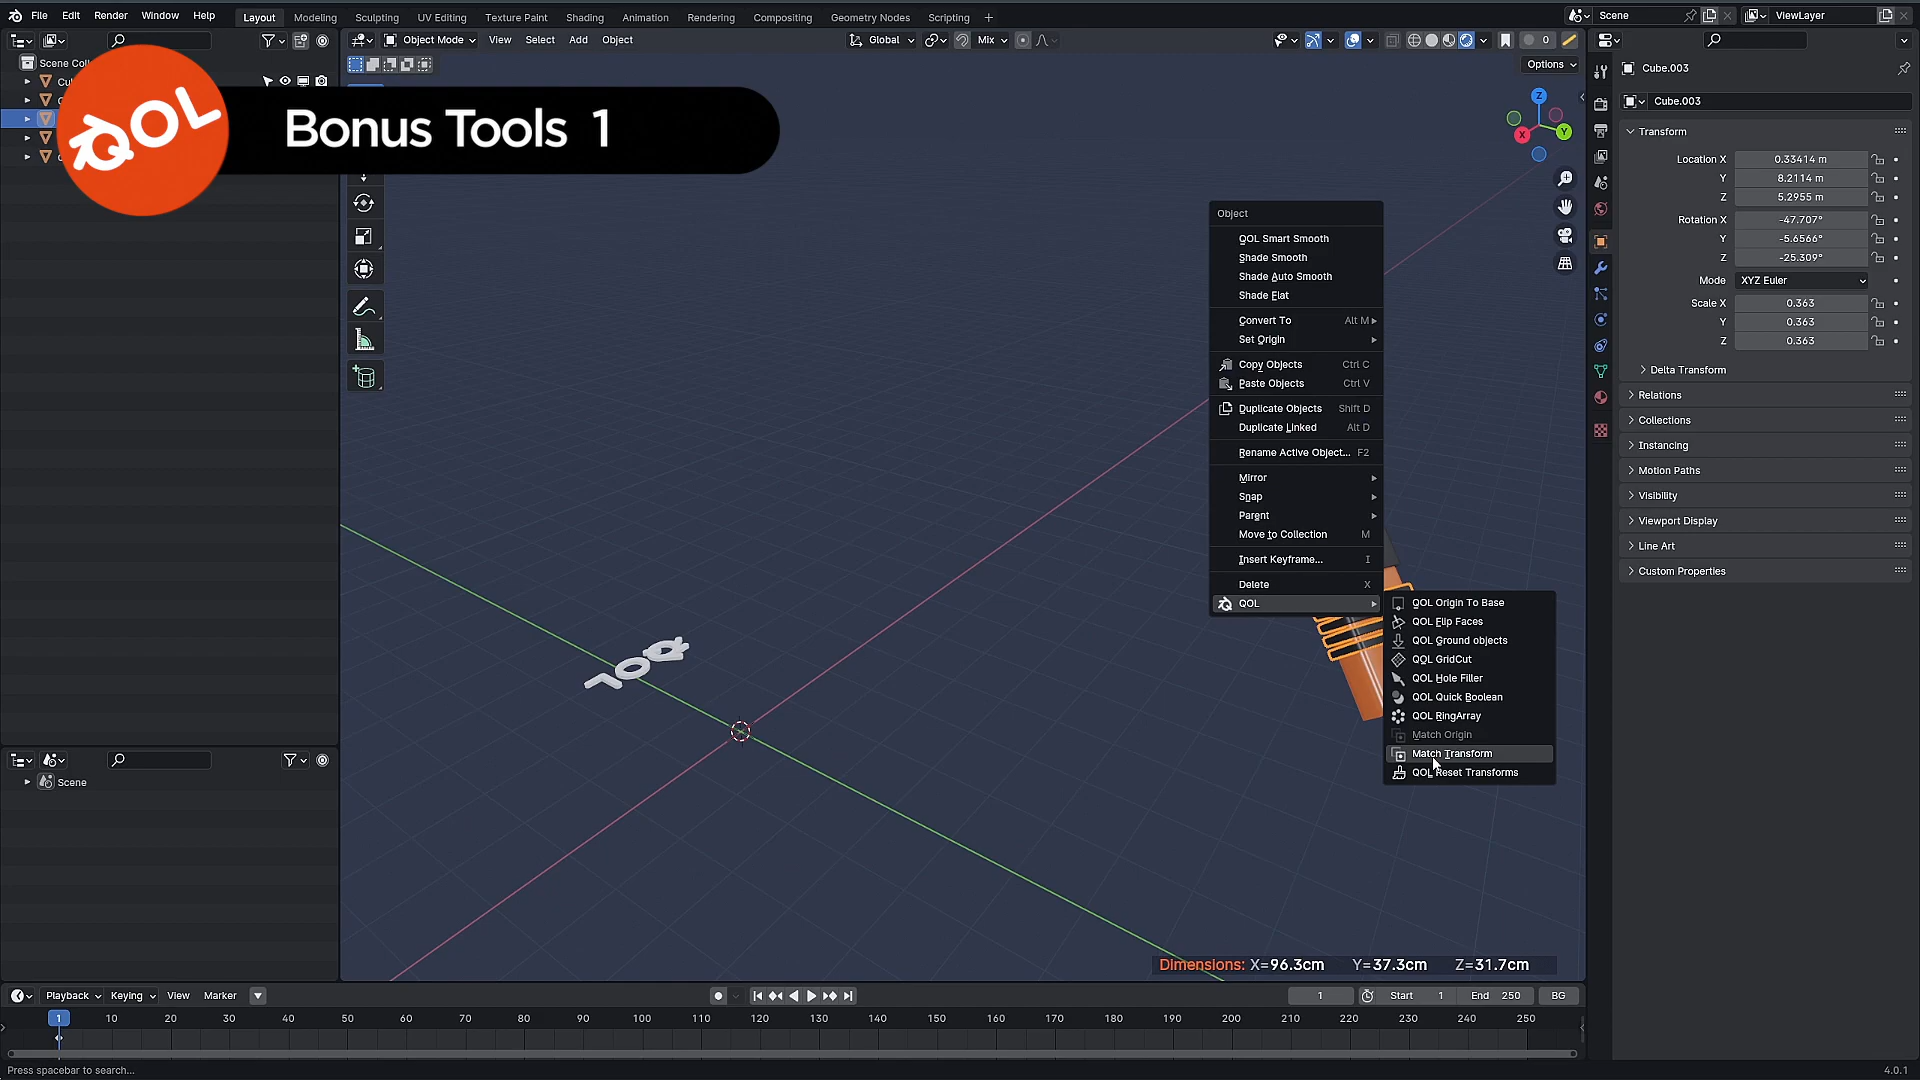 File Edit Render Window Help
Layout Modeling Sculpting UV Editing Texture Paint Shading Animation Rendering Compositing Geometry Nodes Scripting +
Scene
ViewLayer
Object Mode View Select Add Object
Global
Mix
0
Options
Scene
QOL
Bonus Tools 1
Z
X
Y
Object
QOL Smart Smooth
Shade Smooth
Shade Auto Smooth
Shade Flat
Convert To Alt M
Set Origin
Copy Objects Ctrl C
Paste Objects Ctrl V
Duplicate Objects Shift D
Duplicate Linked Alt D
Rename Active Object... F2
Mirror
Snap
Parent
Move to Collection M
Insert Keyframe... I
Delete X
QOL
QOL Origin To Base
QOL Flip Faces
QOL Ground objects
QOL GridCut
QOL Hole Filler
QOL Quick Boolean
QOL RingArray
Match Origin
Match Transform
QOL Reset Transforms
QOL
Dimensions: X=96.3cm Y=37.3cm Z=31.7cm
Cube.003
Cube.003
Transform
Location X 0.33414 m
Y 8.2114 m
Z 5.2955 m
Rotation X -47.707°
Y -5.6566°
Z -25.309°
Mode XYZ Euler
Scale X 0.363
Y 0.363
Z 0.363
Delta Transform
Relations
Collections
Instancing
Motion Paths
Visibility
Viewport Display
Line Art
Custom Properties
Scene
Playback Keying View Marker
1 Start 1 End 250 BG
1 10 20 30 40 50 60 70 80 90 100 110 120 130 140 150 160 170 180 190 200 210 220 230 240 250
Press spacebar to search...
4.0.1